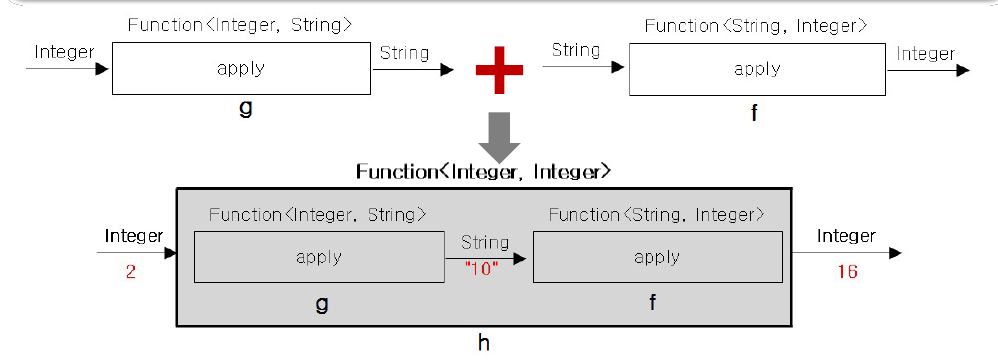 Function<Integer, String>
Function<String, Integer>
Integer
apply
String
String
apply
Integer
g
f
Function<Integer, Integer>
Function<Integer, String>
Function<String, Integer>
Integer
2
apply
String
"10"
apply
Integer
16
g
f
h